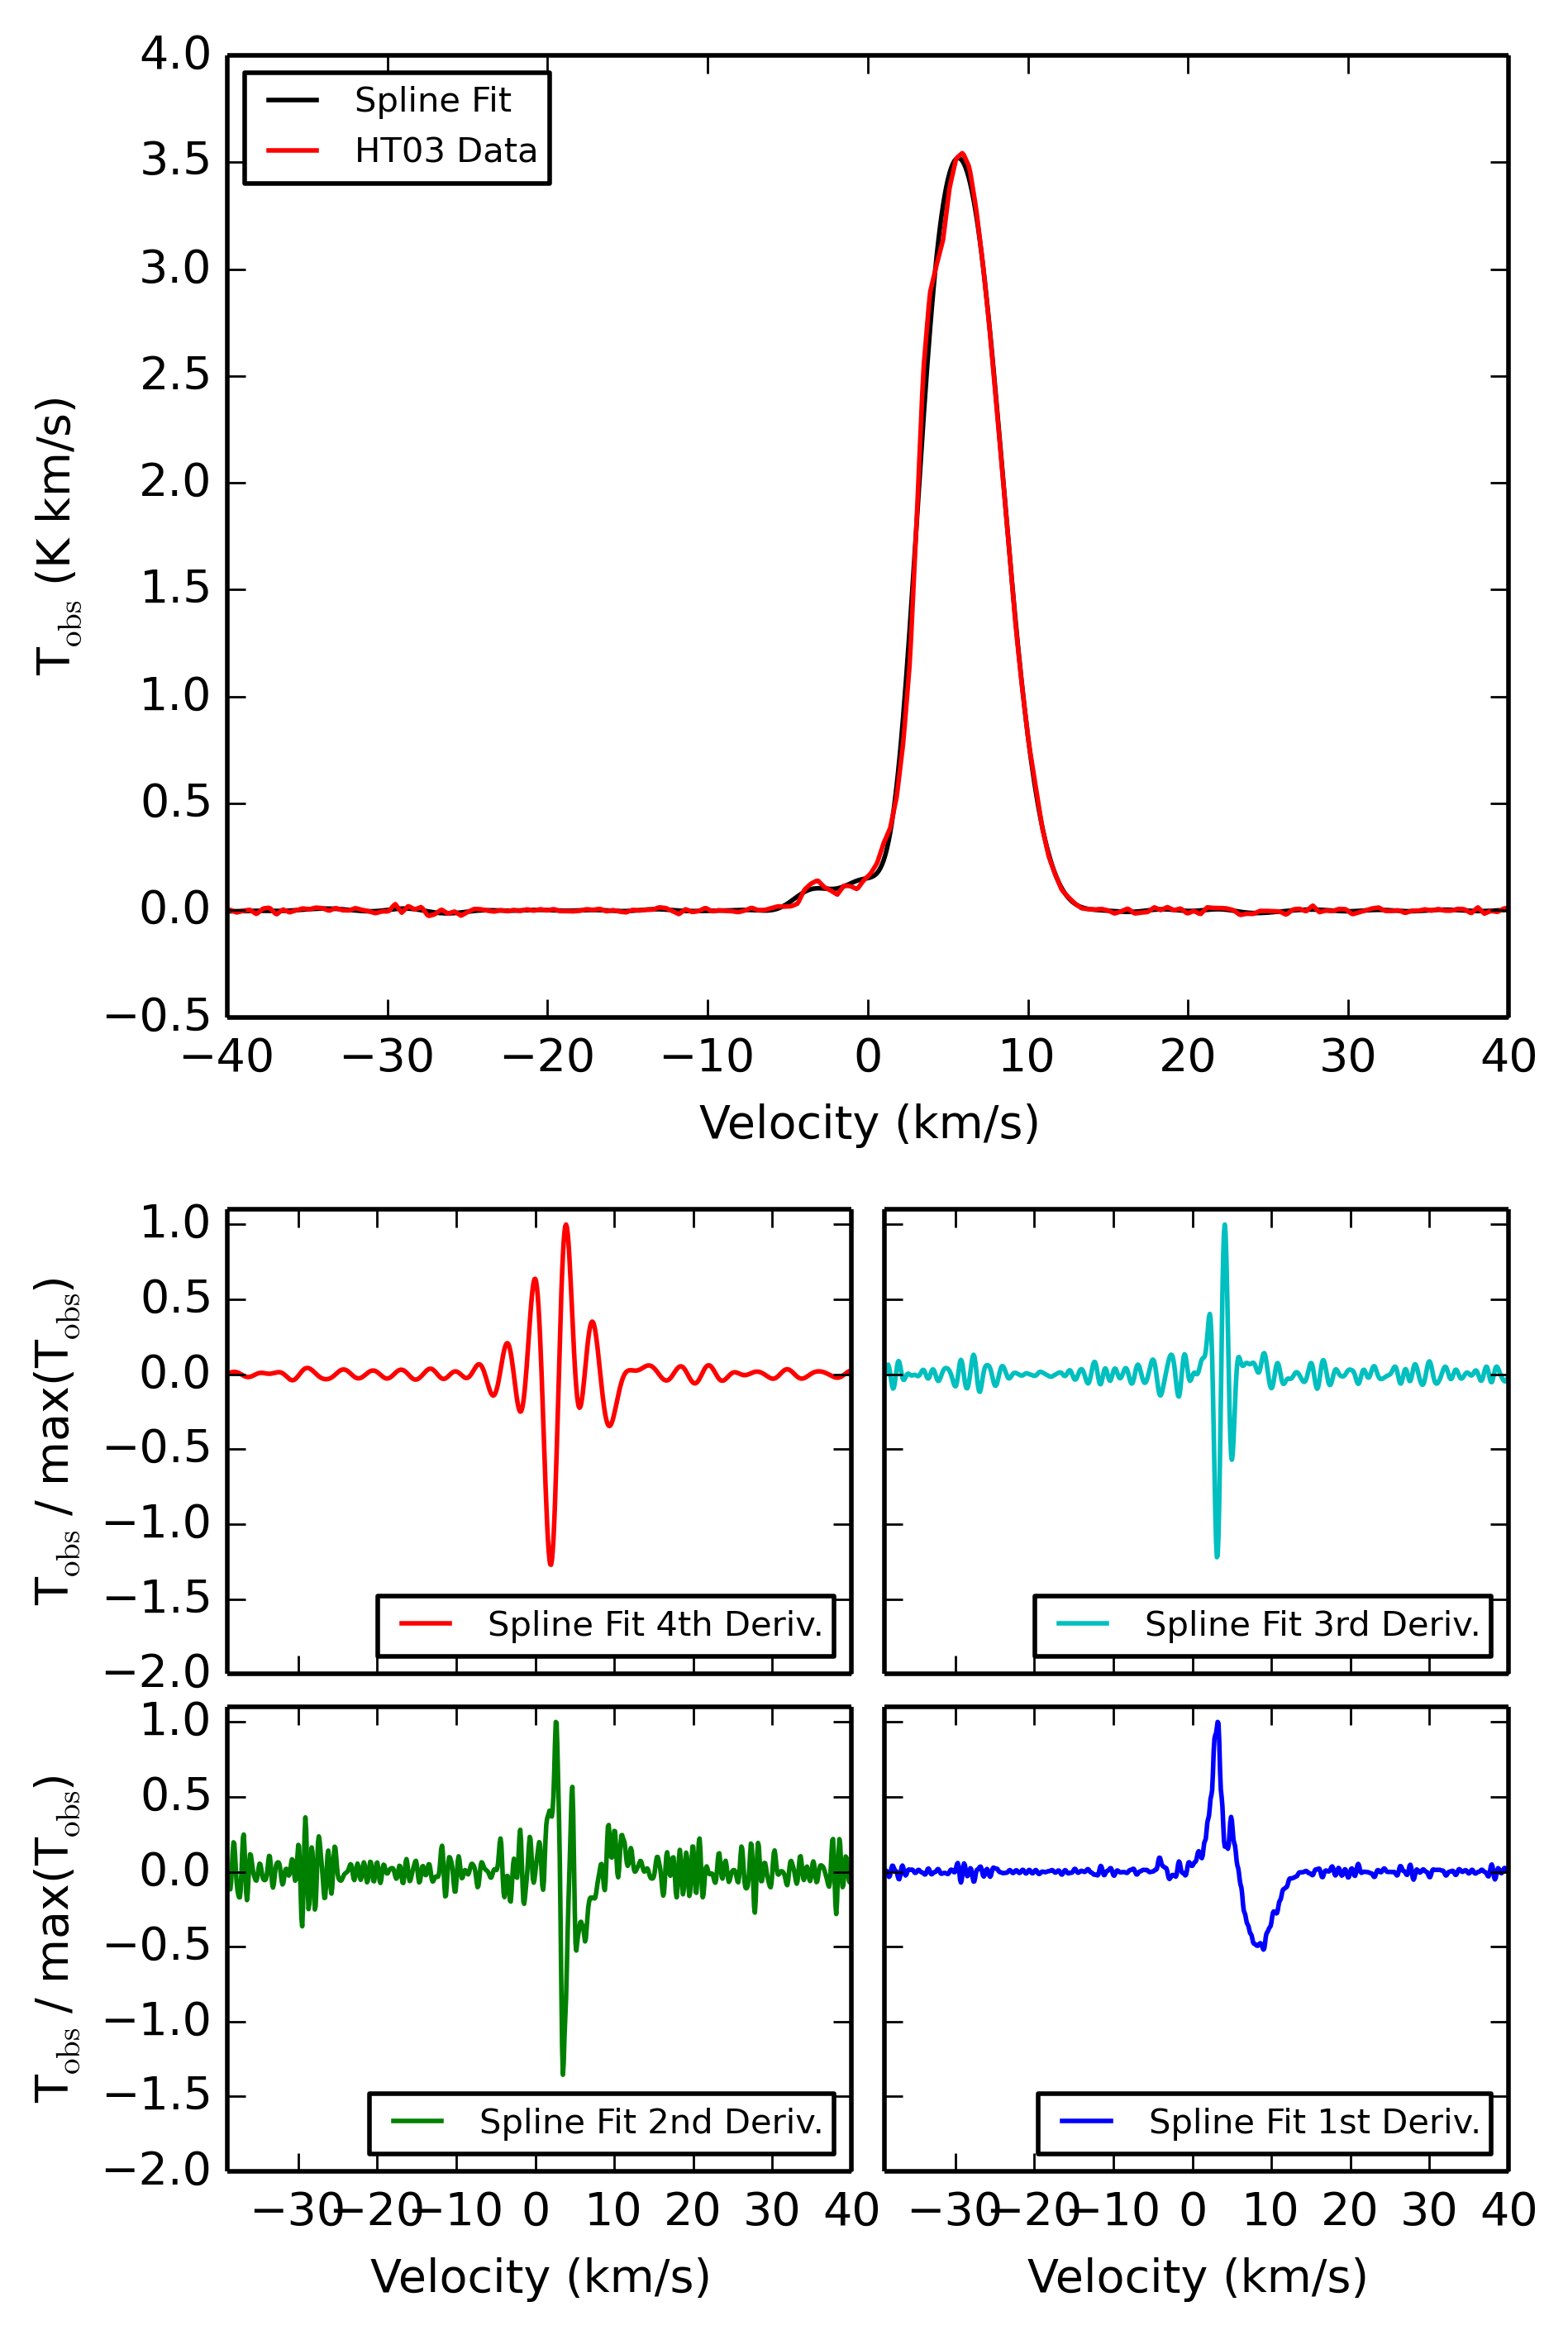 4.0
3.5
3.0
2.5
2.0
1.5
1.0
0.5
0.0
−0.5
T_obs (K km/s)
Spline Fit
HT03 Data
−40 −30 −20 −10 0 10 20 30 40
Velocity (km/s)
1.0
0.5
0.0
−0.5
−1.0
−1.5
−2.0
T_obs / max(T_obs)
Spline Fit 4th Deriv.
Spline Fit 3rd Deriv.
1.0
0.5
0.0
−0.5
−1.0
−1.5
−2.0
T_obs / max(T_obs)
Spline Fit 2nd Deriv.
Spline Fit 1st Deriv.
−30 −20 −10 0 10 20 30 40
−30 −20 −10 0 10 20 30 40
Velocity (km/s)
Velocity (km/s)